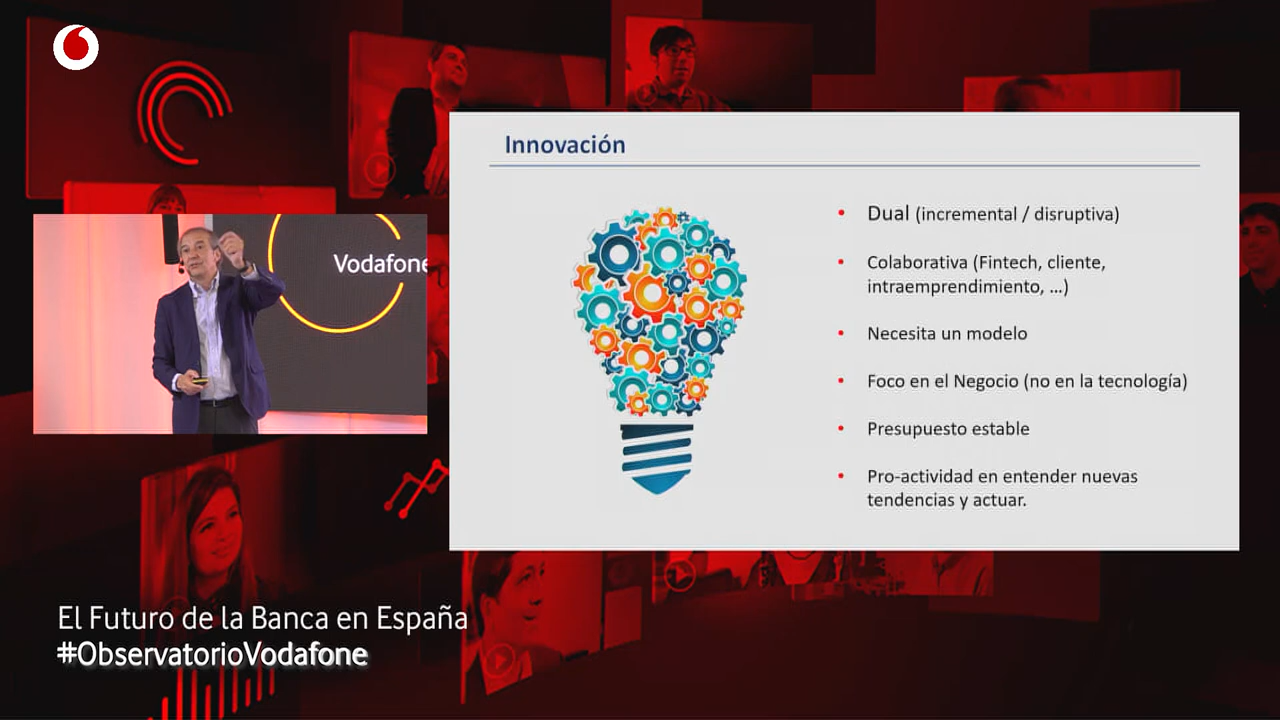 Innovación
Vodafone
• Dual (incremental / disruptiva)
• Colaborativa (Fintech, cliente,
intraemprendimiento, ...)
• Necesita un modelo
• Foco en el Negocio (no en la tecnología)
• Presupuesto estable
• Pro-actividad en entender nuevas
tendencias y actuar.
El Futuro de la Banca en España
#ObservatorioVodafone